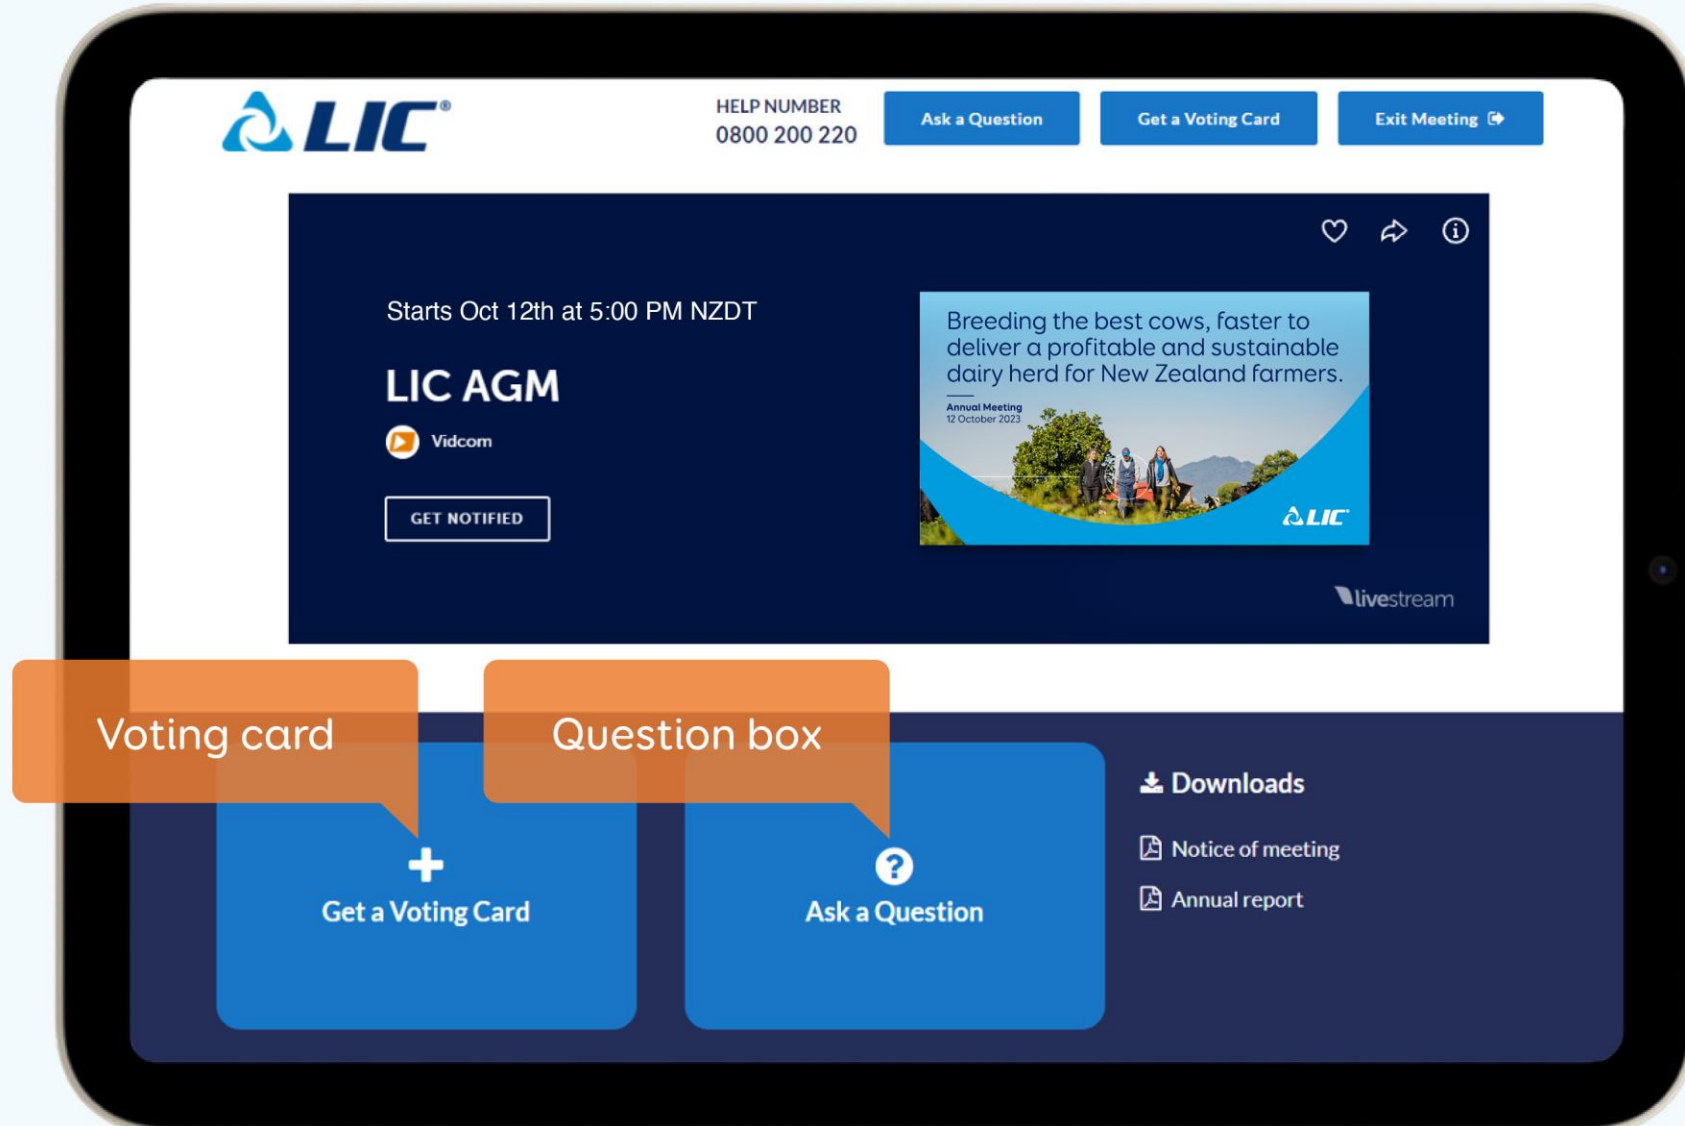 LIC®
HELP NUMBER
0800 200 220
Ask a Question
Get a Voting Card
Exit Meeting
Starts Oct 12th at 5:00 PM NZDT
LIC AGM
Vidcom
GET NOTIFIED
Breeding the best cows, faster to
deliver a profitable and sustainable
dairy herd for New Zealand farmers.
Annual Meeting
12 October 2023
LIC
livestream
Voting card
Question box
Get a Voting Card
Ask a Question
Downloads
Notice of meeting
Annual report